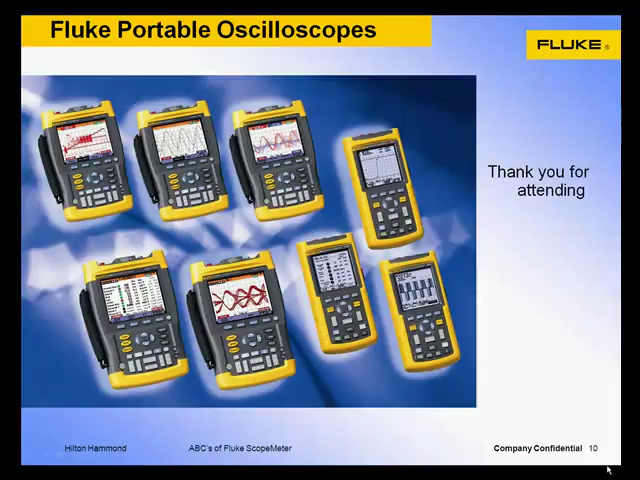 Fluke Portable Oscilloscopes
FLUKE ®
Thank you for
attending
Hilton Hammond
ABC's of Fluke ScopeMeter
Company Confidential 10